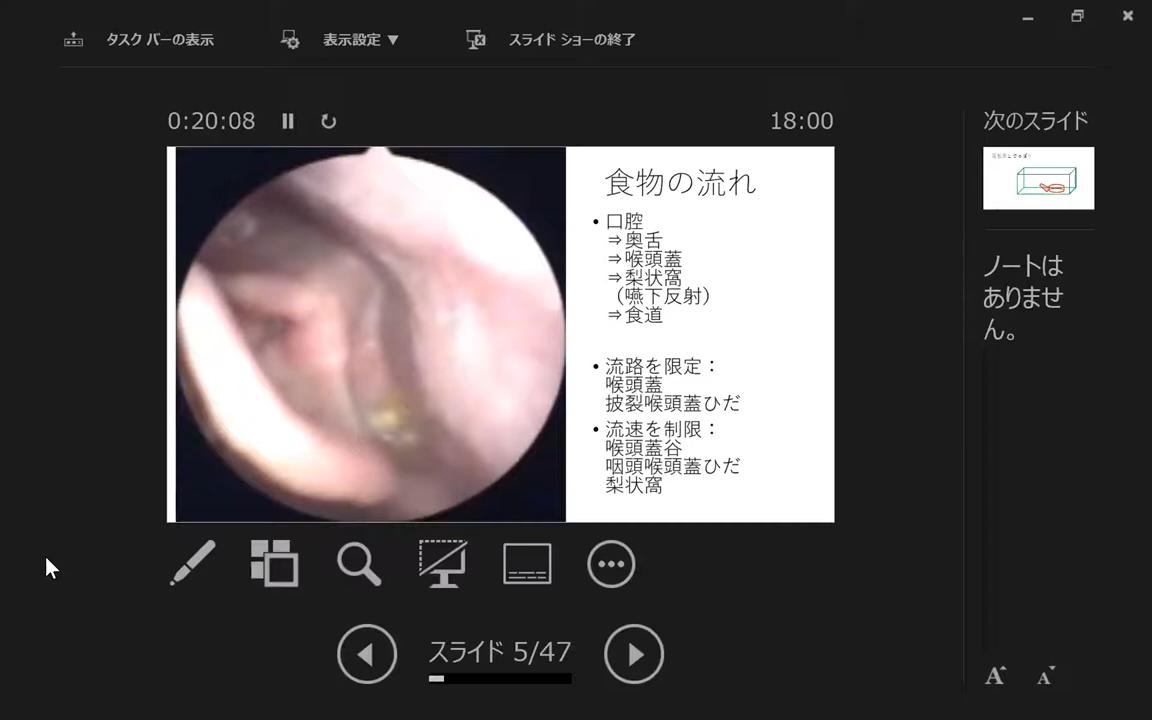 タスク バーの表示
表示設定 ▼
スライド ショーの終了
0:20:08
18:00
食物の流れ
• 口腔
⇒奥舌
⇒喉頭蓋
⇒梨状窩
（嚥下反射）
⇒食道
• 流路を限定：
喉頭蓋
披裂喉頭蓋ひだ
• 流速を制限：
喉頭蓋谷
咽頭喉頭蓋ひだ
梨状窩
次のスライド
ノートは
ありませ
ん。
スライド 5/47
A
A